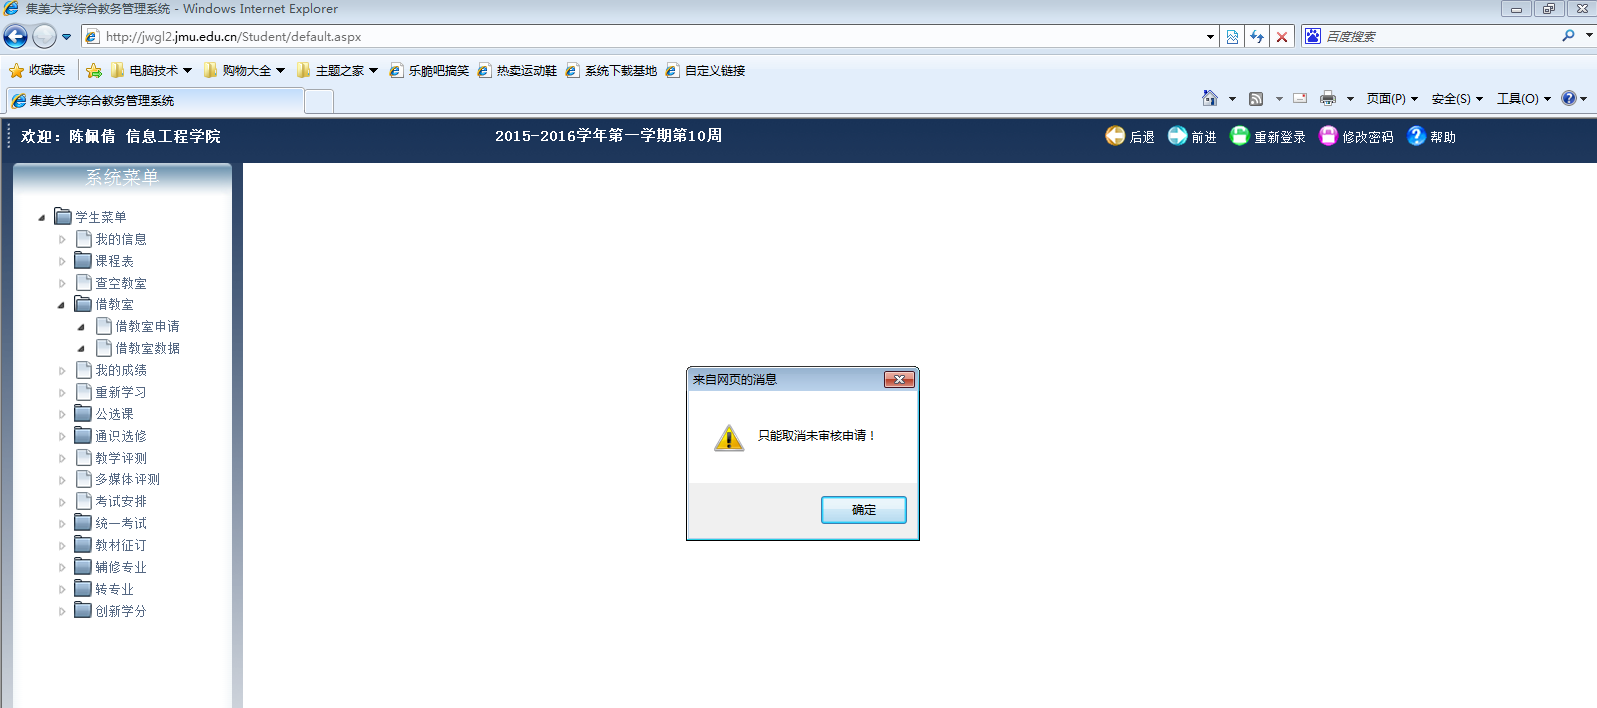 集美大学综合教务管理系统 - Windows Internet Explorer
http://jwgl2.jmu.edu.cn/Student/default.aspx
百度搜索
收藏夹 电脑技术 购物大全 主题之家 乐脆吧搞笑 热卖运动鞋 系统下载基地 自定义链接
集美大学综合教务管理系统
页面(P) 安全(S) 工具(O)
欢迎：陈佩倩 信息工程学院 2015-2016学年第一学期第10周 后退 前进 重新登录 修改密码 帮助
系统菜单
学生菜单
我的信息
课程表
查空教室
借教室
借教室申请
借教室数据
我的成绩
重新学习
公选课
通识选修
教学评测
多媒体评测
考试安排
统一考试
教材征订
辅修专业
转专业
创新学分
来自网页的消息
只能取消未审核申请！
确定